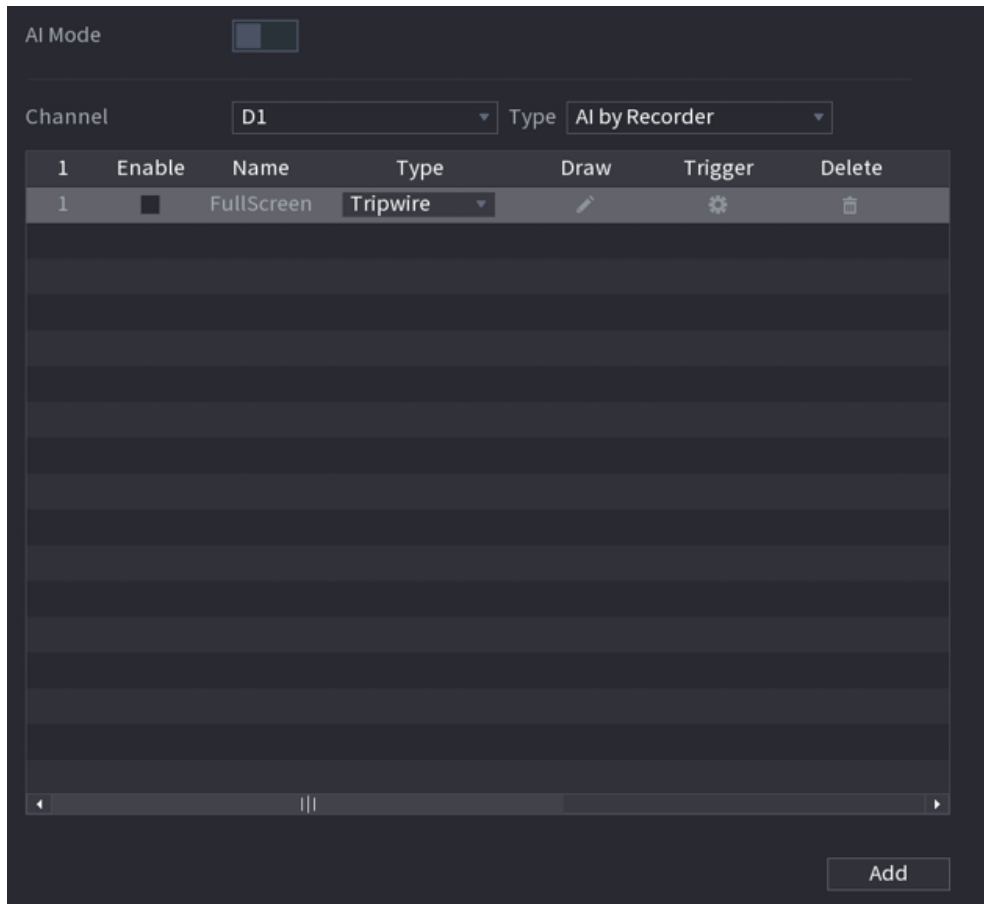 AI Mode
Channel D1 Type AI by Recorder
1 Enable Name Type Draw Trigger Delete
1 FullScreen Tripwire
Add